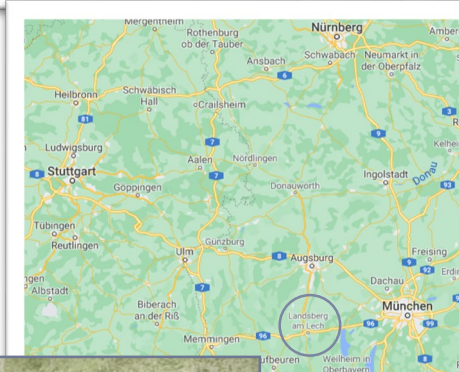 Mergentheim
Rothenburg
ob der Tauber
Nürnberg
Amber
Ansbach
Schwabach
Neumarkt in
der Oberpfalz
6
Heilbronn
Schwäbisch
Hall
Crailsheim
81
3
R
7
9
Ludwigsburg
Kelhei
8
Stuttgart
Aalen
Nördlingen
7
Göppingen
Donauwörth
Ingolstadt
Donau
93
Tübingen
Reutlingen
Ulm
Günzburg
8
Augsburg
Freising
9
92
Erdi
ngen
Albstadt
7
Dachau
Biberach
an der Riß
Landsberg
am Lech
München
96
96
99
Memmingen
ufbeuren
Weilheim in
Oberbayern
8